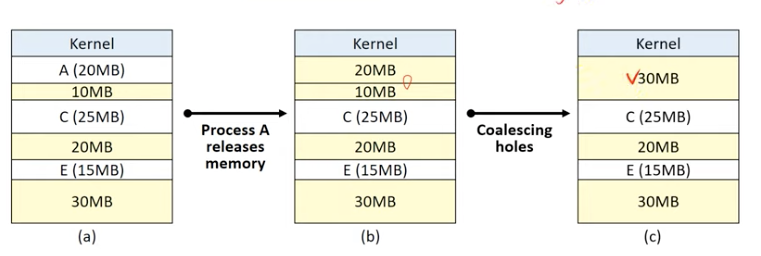 Kernel
A (20MB)
10MB
C (25MB)
20MB
E (15MB)
30MB
(a)
Process A
releases
memory
Kernel
20MB
10MB
C (25MB)
20MB
E (15MB)
30MB
(b)
Coalescing
holes
Kernel
30MB
C (25MB)
20MB
E (15MB)
30MB
(c)